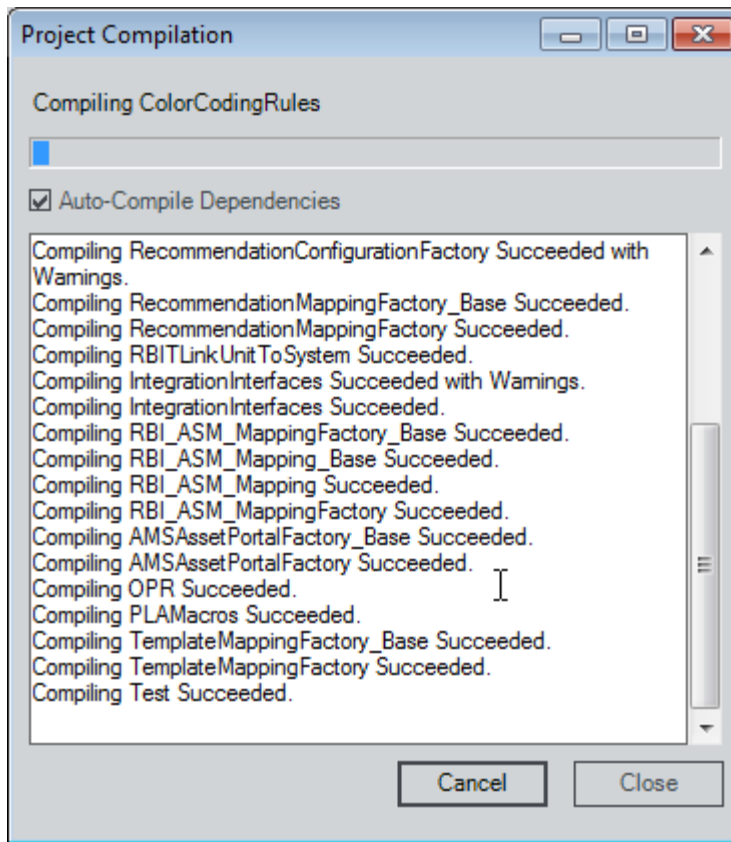 Project Compilation
Compiling ColorCodingRules
Auto-Compile Dependencies
Compiling RecommendationConfigurationFactory Succeeded with
Warnings.
Compiling RecommendationMappingFactory_Base Succeeded.
Compiling RecommendationMappingFactory Succeeded.
Compiling RBITLinkUnitToSystem Succeeded.
Compiling IntegrationInterfaces Succeeded with Warnings.
Compiling IntegrationInterfaces Succeeded.
Compiling RBI_ASM_MappingFactory_Base Succeeded.
Compiling RBI_ASM_Mapping_Base Succeeded.
Compiling RBI_ASM_Mapping Succeeded.
Compiling RBI_ASM_MappingFactory Succeeded.
Compiling AMSAssetPortalFactory_Base Succeeded.
Compiling AMSAssetPortalFactory Succeeded.
Compiling OPR Succeeded.
Compiling PLAMacros Succeeded.
Compiling TemplateMappingFactory_Base Succeeded.
Compiling TemplateMappingFactory Succeeded.
Compiling Test Succeeded.
Cancel Close